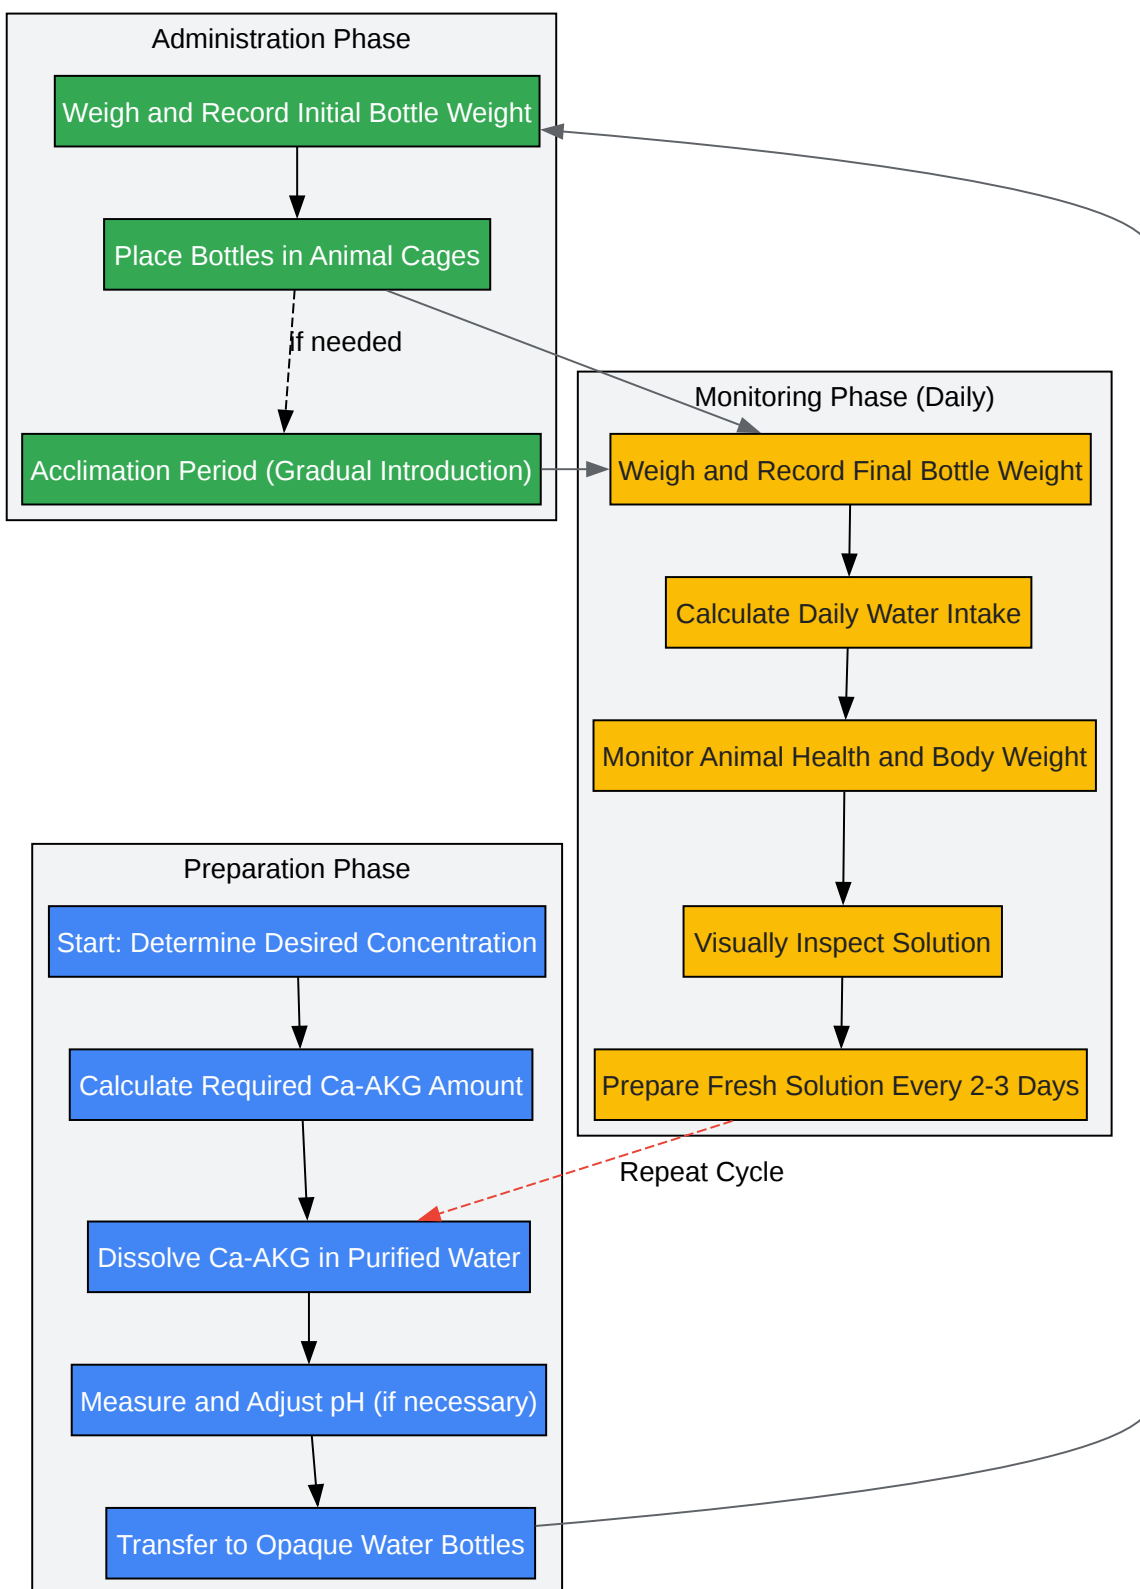 Administration Phase
Weigh and Record Initial Bottle Weight
Place Bottles in Animal Cages
If needed
Acclimation Period (Gradual Introduction)
Monitoring Phase (Daily)
Weigh and Record Final Bottle Weight
Calculate Daily Water Intake
Monitor Animal Health and Body Weight
Visually Inspect Solution
Prepare Fresh Solution Every 2-3 Days
Repeat Cycle
Preparation Phase
Start: Determine Desired Concentration
Calculate Required Ca-AKG Amount
Dissolve Ca-AKG in Purified Water
Measure and Adjust pH (if necessary)
Transfer to Opaque Water Bottles